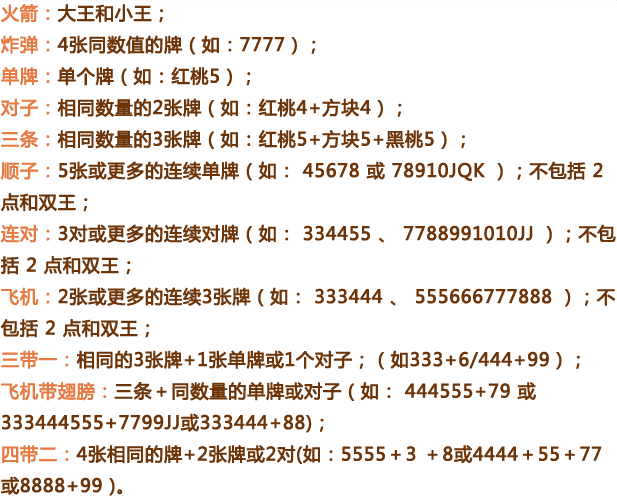 火箭：大王和小王；
炸弹：4张同数值的牌（如：7777）；
单牌：单个牌（如：红桃5）；
对子：相同数量的2张牌（如：红桃4+方块4）；
三条：相同数量的3张牌（如：红桃5+方块5+黑桃5）；
顺子：5张或更多的连续单牌（如： 45678 或 78910JQK ）；不包括 2
点和双王；
连对：3对或更多的连续对牌（如： 334455 、 7788991010JJ ）；不包
括 2 点和双王；
飞机：2张或更多的连续3张牌（如： 333444 、 555666777888 ）；不
包括 2 点和双王；
三带一：相同的3张牌+1张单牌或1个对子；（如333+6/444+99）；
飞机带翅膀：三条＋同数量的单牌或对子（如： 444555+79 或
333444555+7799JJ或333444+88)；
四带二：4张相同的牌+2张牌或2对(如：5555＋3 ＋8或4444＋55＋77
或8888+99 )。